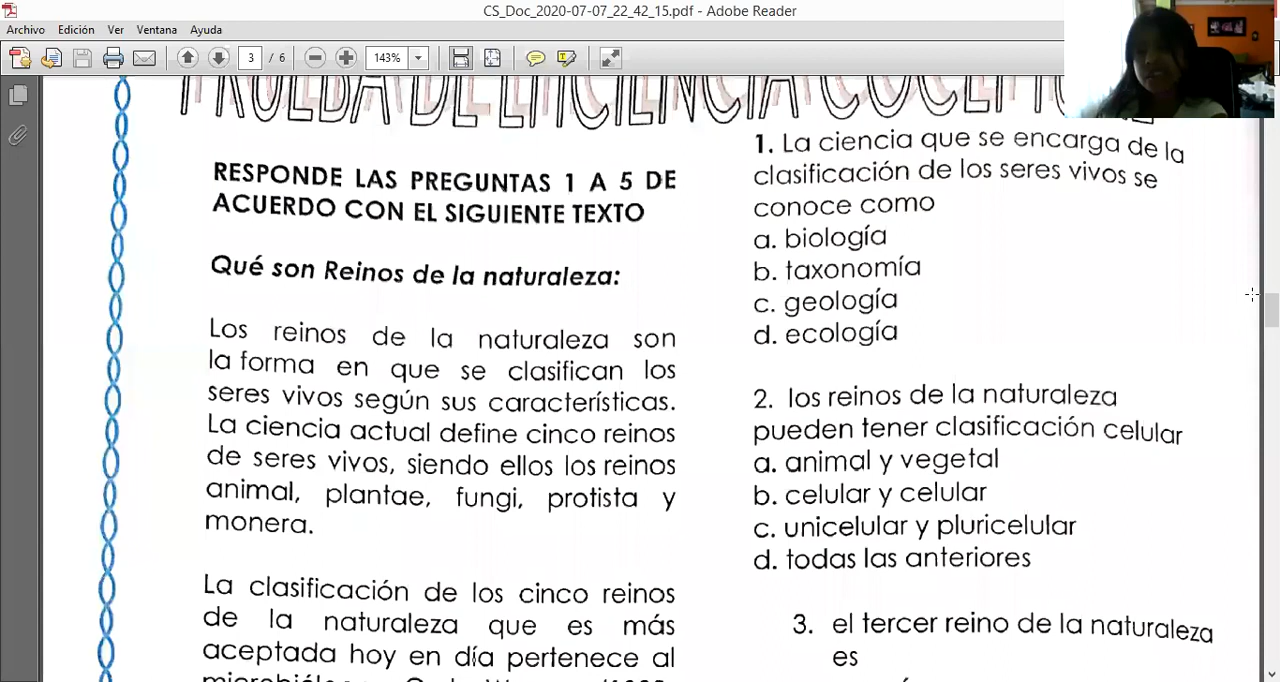 CS_Doc_2020-07-07_22_42_15.pdf - Adobe Reader
Archivo Edición Ver Ventana Ayuda
3 / 6 143%
PRUEBA DE EFICIENCIA
RESPONDE LAS PREGUNTAS 1 A 5 DE
ACUERDO CON EL SIGUIENTE TEXTO
Qué son Reinos de la naturaleza:
Los reinos de la naturaleza son
la forma en que se clasifican los
seres vivos según sus características.
La ciencia actual define cinco reinos
de seres vivos, siendo ellos los reinos
animal, plantae, fungi, protista y
monera.
La clasificación de los cinco reinos
de la naturaleza que es más
aceptada hoy en día pertenece al
1. La ciencia que se encarga de la
clasificación de los seres vivos se
conoce como
a. biología
b. taxonomía
c. geología
d. ecología
2. los reinos de la naturaleza
pueden tener clasificación celular
a. animal y vegetal
b. celular y celular
c. unicelular y pluricelular
d. todas las anteriores
3. el tercer reino de la naturaleza
es